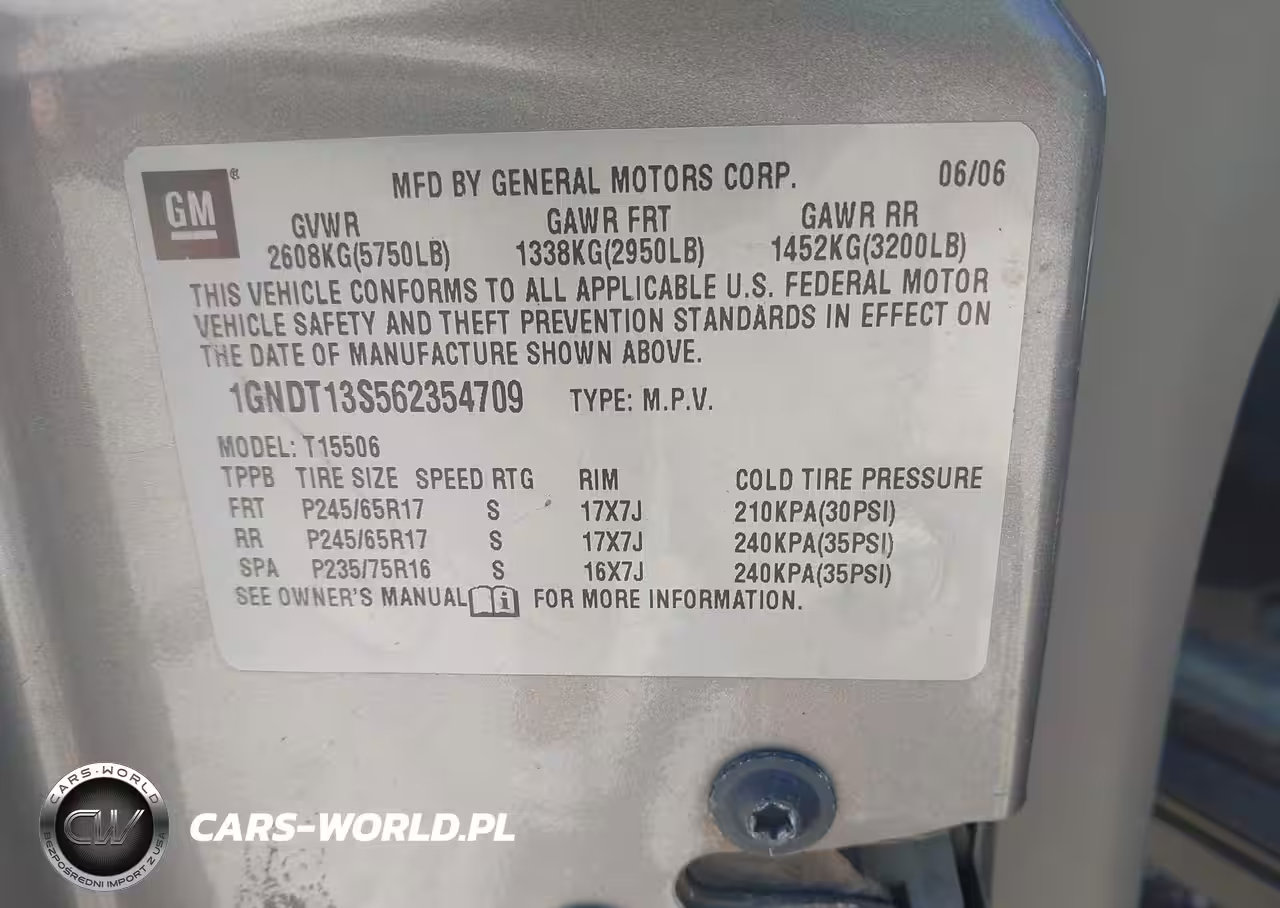 GM ®
MFD BY GENERAL MOTORS CORP. 06/06
GVWR GAWR FRT GAWR RR
2608KG(5750LB) 1338KG(2950LB) 1452KG(3200LB)
THIS VEHICLE CONFORMS TO ALL APPLICABLE U.S. FEDERAL MOTOR
VEHICLE SAFETY AND THEFT PREVENTION STANDARDS IN EFFECT ON
THE DATE OF MANUFACTURE SHOWN ABOVE.
1GNDT13S562354709 TYPE: M.P.V.
MODEL: T15506
TPPB TIRE SIZE SPEED RTG RIM COLD TIRE PRESSURE
FRT P245/65R17 S 17X7J 210KPA(30PSI)
RR P245/65R17 S 17X7J 240KPA(35PSI)
SPA P235/75R16 S 16X7J 240KPA(35PSI)
SEE OWNER'S MANUAL i FOR MORE INFORMATION.
CARS-WORLD
CW
BEZPOŚREDNI IMPORT Z USA
CARS-WORLD.PL